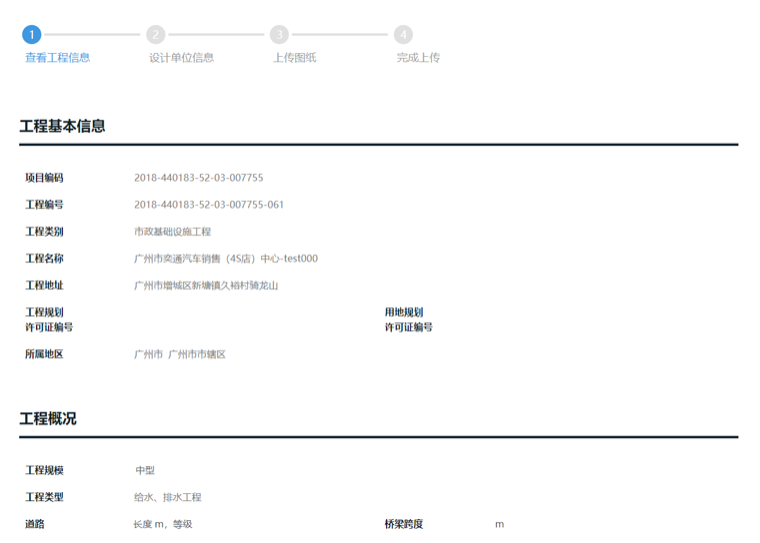 1 2 3 4
查看工程信息 设计单位信息 上传图纸 完成上传
工程基本信息
项目编码 2018-440183-52-03-007755
工程编号 2018-440183-52-03-007755-061
工程类别 市政基础设施工程
工程名称 广州市奕通汽车销售（4S店）中心-test000
工程地址 广州市增城区新塘镇久裕村骑龙山
工程规划 用地规划
许可证编号 许可证编号
所属地区 广州市 广州市市辖区
工程概况
工程规模 中型
工程类型 给水、排水工程
道路 长度 m，等级 桥梁跨度 m